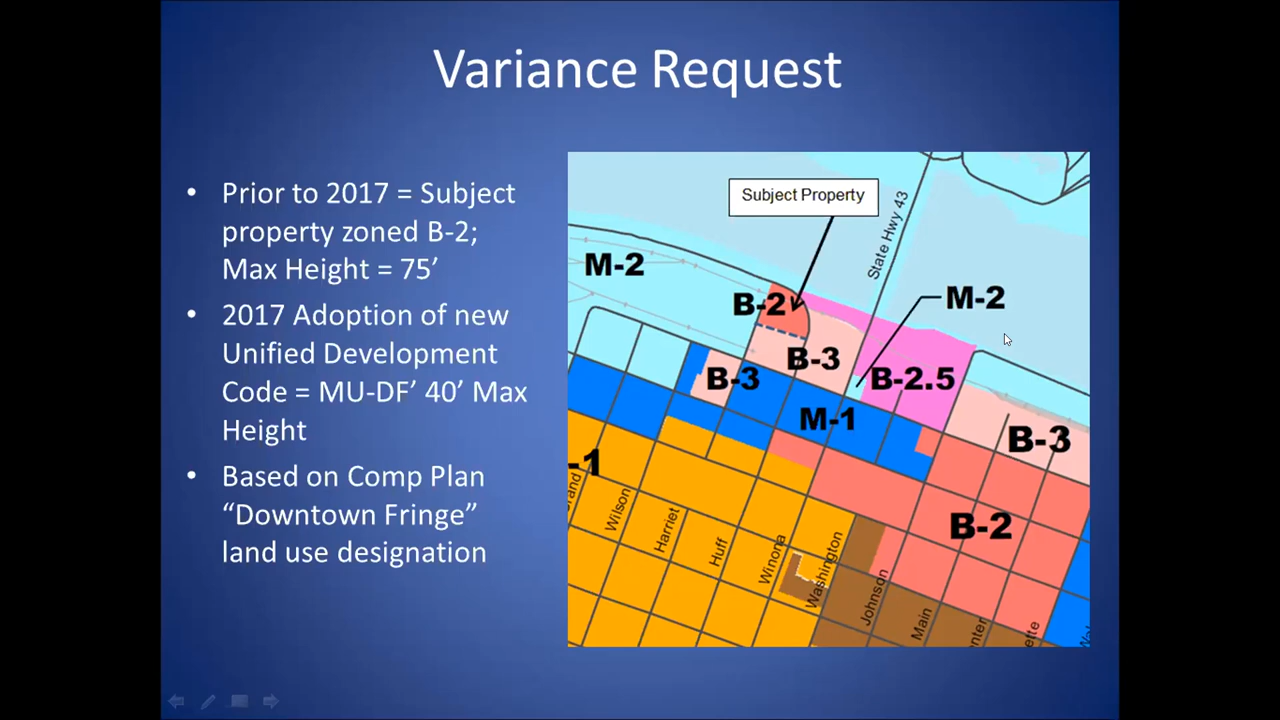 Variance Request
• Prior to 2017 = Subject
property zoned B-2;
Max Height = 75’
• 2017 Adoption of new
Unified Development
Code = MU-DF’ 40’ Max
Height
• Based on Comp Plan
“Downtown Fringe”
land use designation
Subject Property
State Hwy 43
M-2
B-2
M-2
B-3
B-3
B-2.5
M-1
B-3
-1
B-2
Wilson
Harriet
Huff
Winona
Washington
Johnson
Main